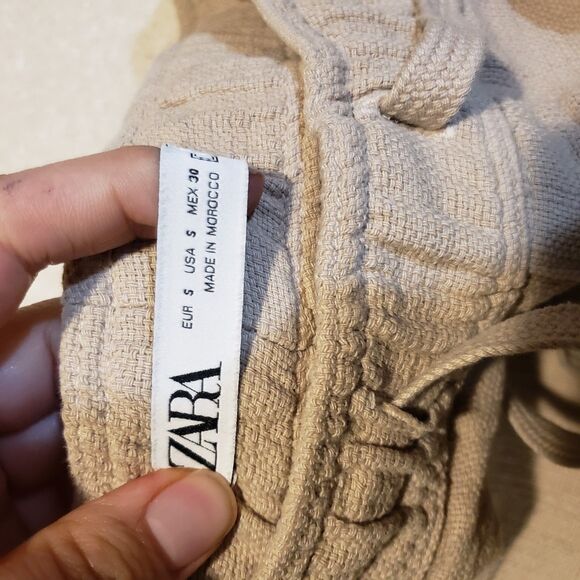 ZARA
EUR S USA S MEX 30
MADE IN MOROCCO